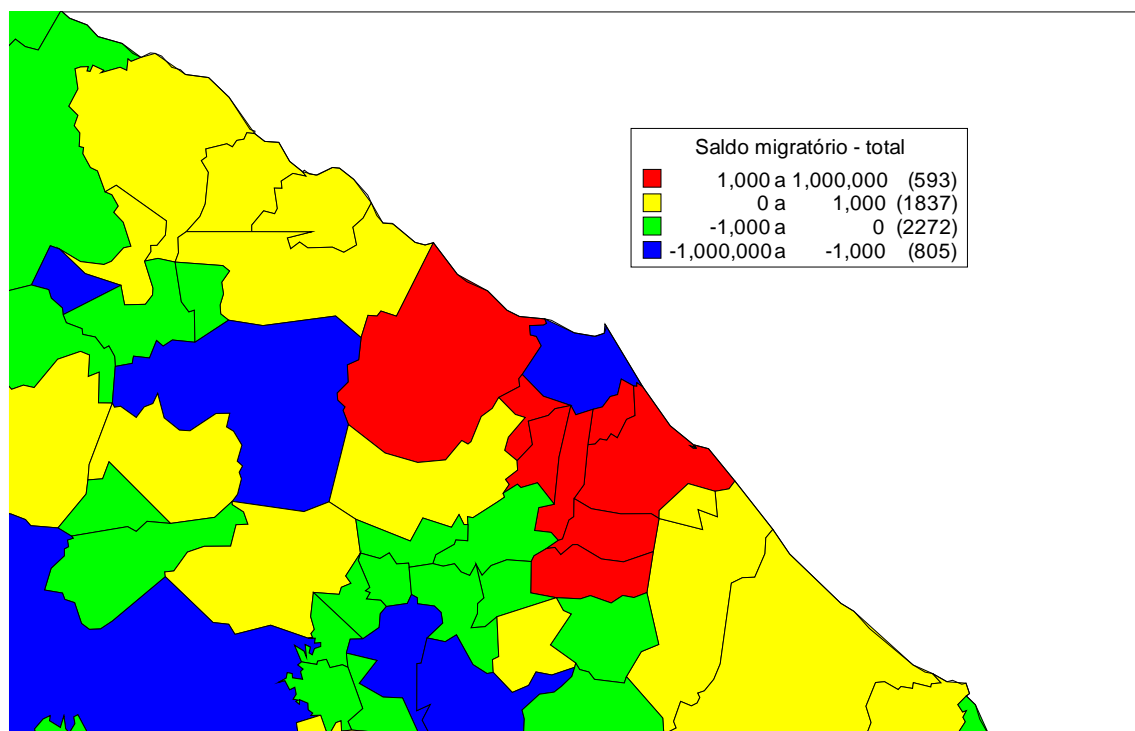 Saldo migratório - total
1,000 a 1,000,000 (593)
0 a 1,000 (1837)
-1,000 a 0 (2272)
-1,000,000 a -1,000 (805)